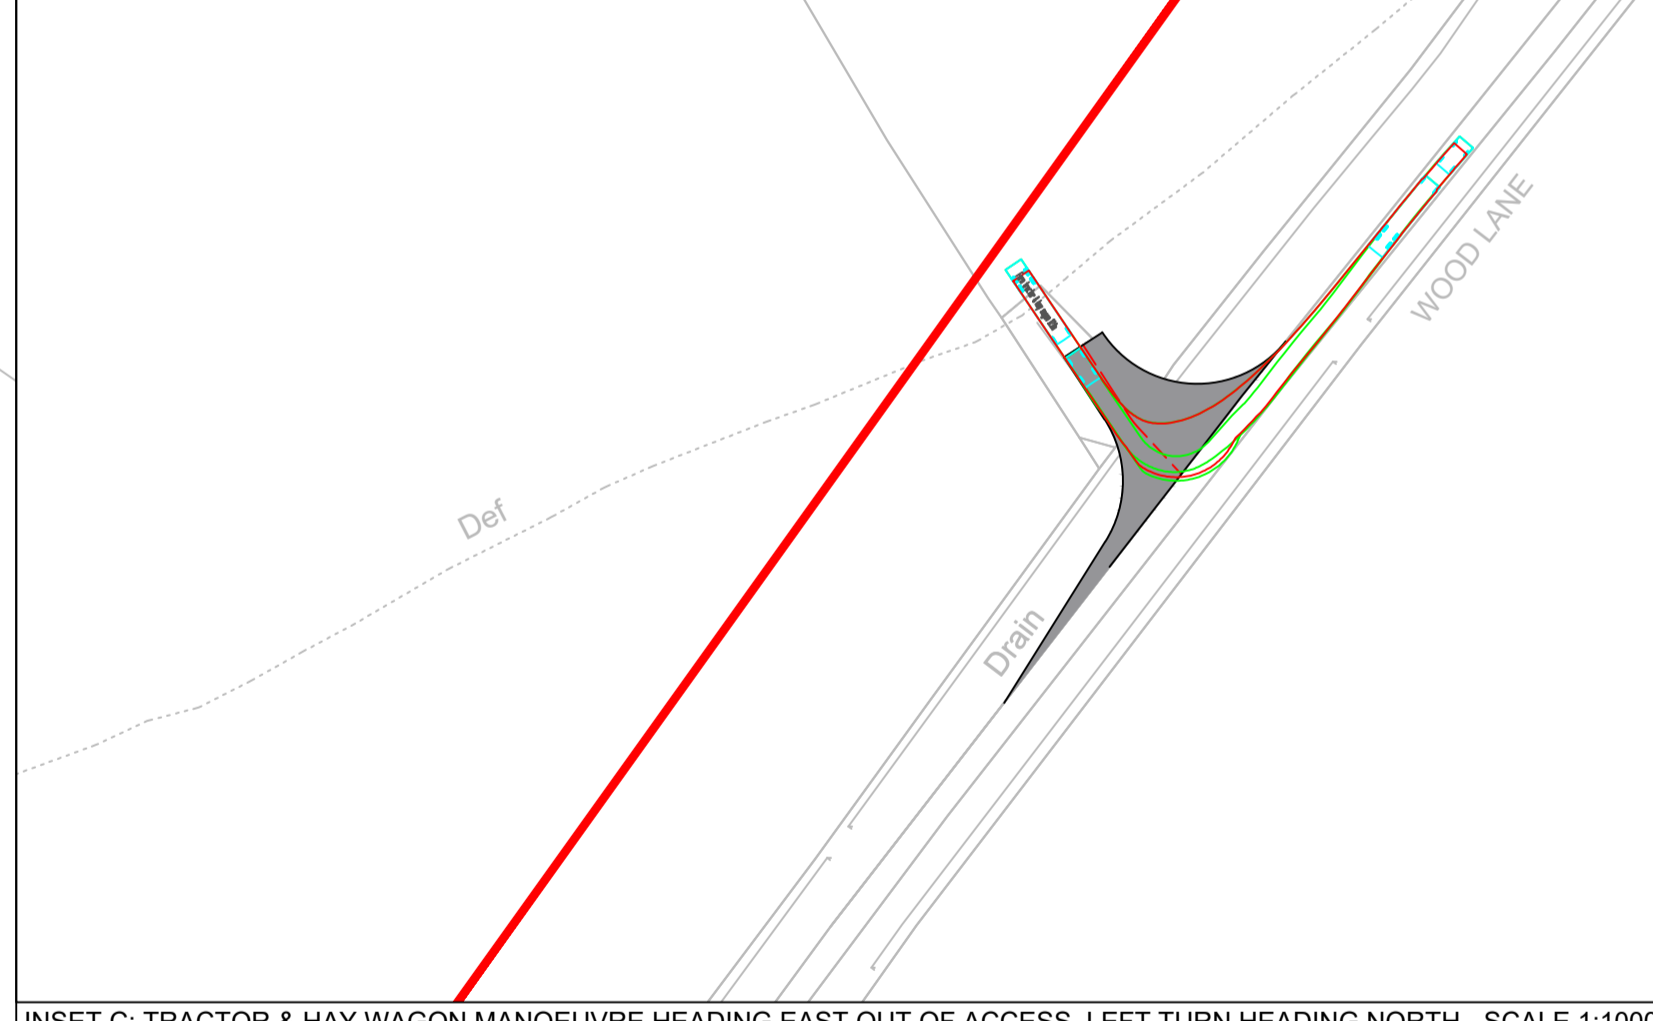 WOOD LANE
Def
Drain
INSET C: TRACTOR & HAY WAGON MANOEUVRE HEADING EAST OUT OF ACCESS, LEFT TURN HEADING NORTH - SCALE 1:1000